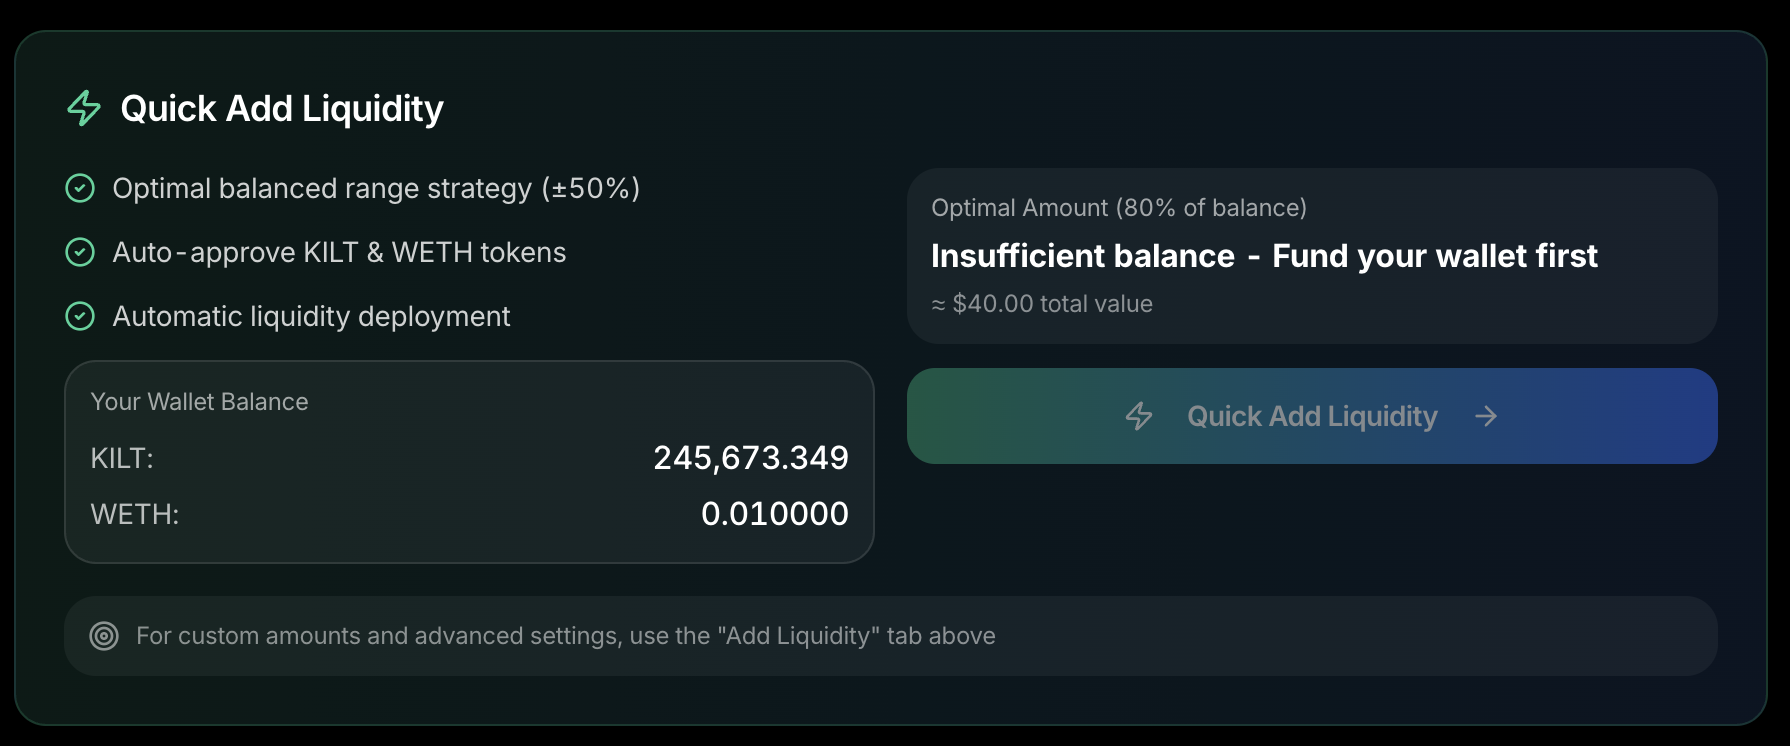 Quick Add Liquidity
Optimal balanced range strategy (±50%)
Auto-approve KILT & WETH tokens
Automatic liquidity deployment
Your Wallet Balance
KILT: 245,673.349
WETH: 0.010000
Optimal Amount (80% of balance)
Insufficient balance - Fund your wallet first
≈ $40.00 total value
Quick Add Liquidity →
For custom amounts and advanced settings, use the "Add Liquidity" tab above